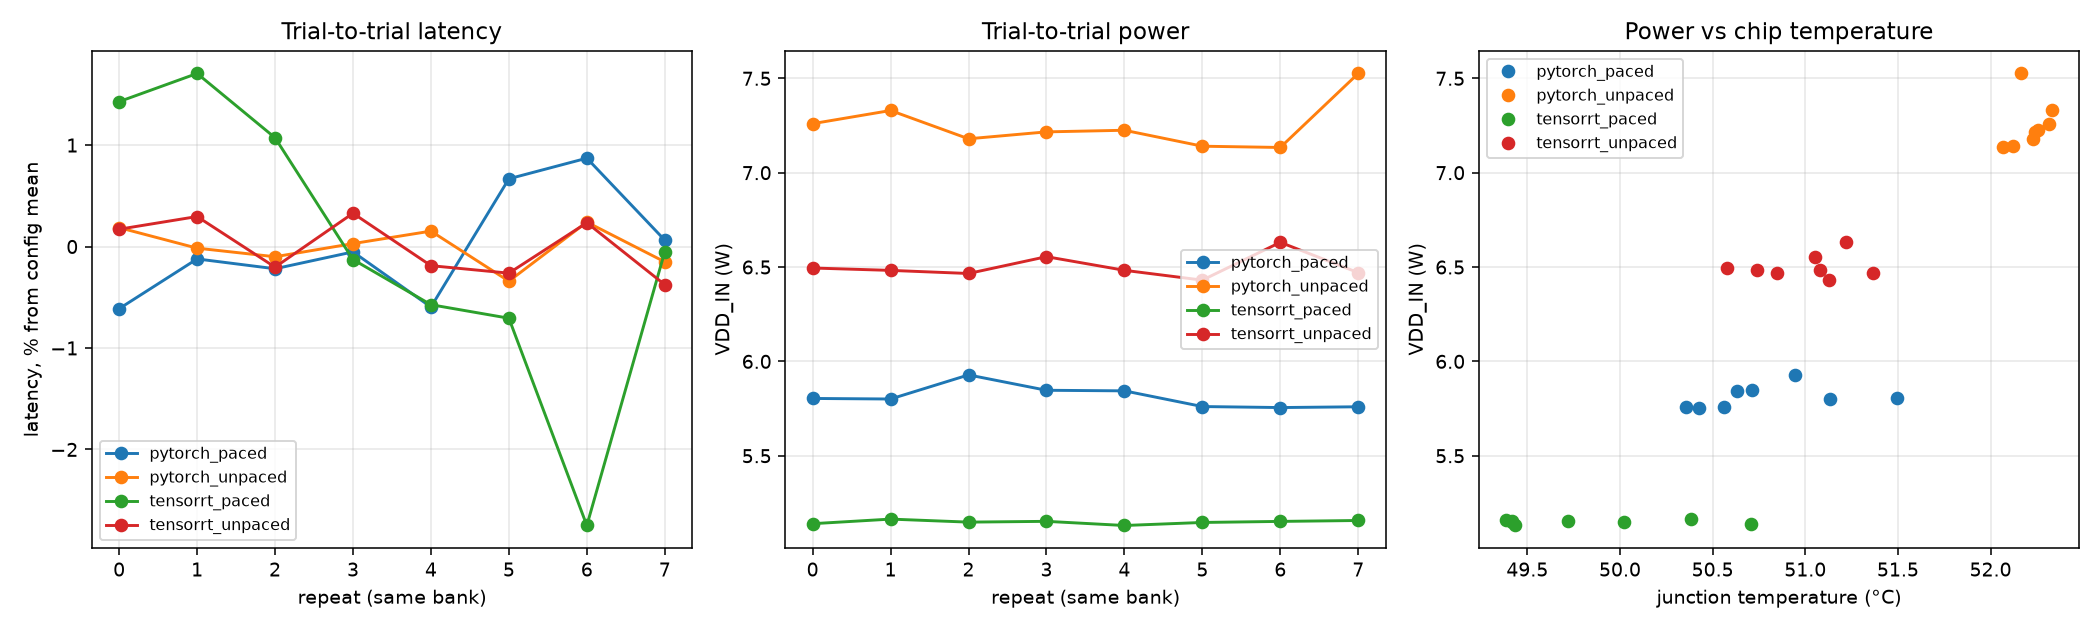 Trial-to-trial latency
latency, % from config mean
1
0
−1
−2
pytorch_paced
pytorch_unpaced
tensorrt_paced
tensorrt_unpaced
0 1 2 3 4 5 6 7
repeat (same bank)
Trial-to-trial power
VDD_IN (W)
7.5
7.0
6.5
6.0
5.5
pytorch_paced
pytorch_unpaced
tensorrt_paced
tensorrt_unpaced
0 1 2 3 4 5 6 7
repeat (same bank)
Power vs chip temperature
VDD_IN (W)
7.5
7.0
6.5
6.0
5.5
pytorch_paced
pytorch_unpaced
tensorrt_paced
tensorrt_unpaced
49.5 50.0 50.5 51.0 51.5 52.0
junction temperature (°C)